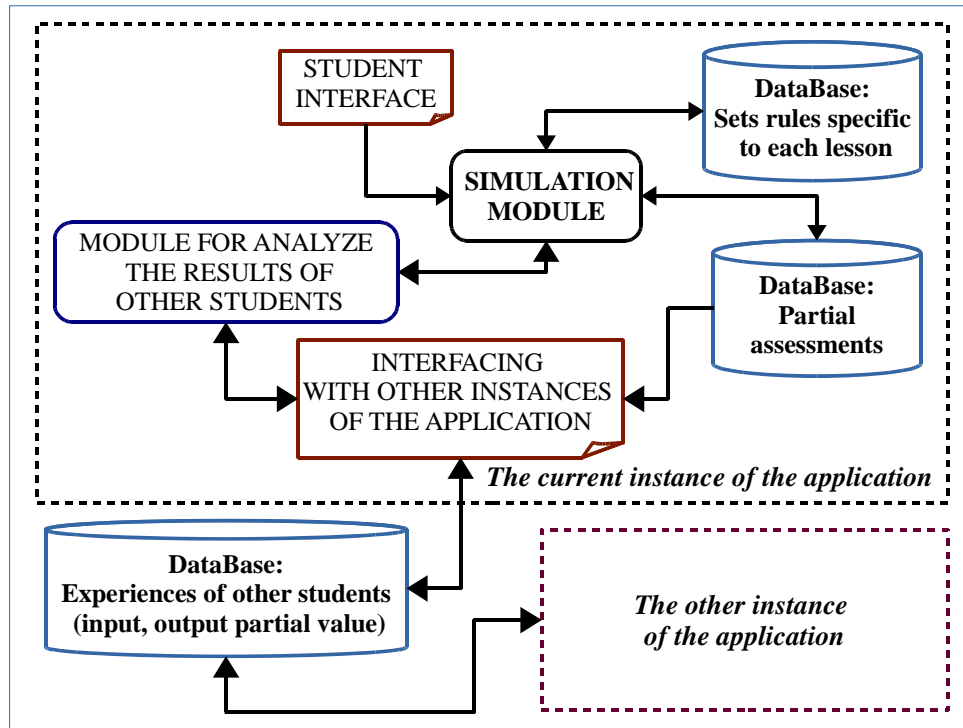 STUDENT
INTERFACE
DataBase:
Sets rules specific
to each lesson
SIMULATION
MODULE
MODULE FOR ANALYZE
THE RESULTS OF
OTHER STUDENTS
DataBase:
Partial
assessments
INTERFACING
WITH OTHER INSTANCES
OF THE APPLICATION
The current instance of the application
DataBase:
Experiences of other students
(input, output partial value)
The other instance
of the application